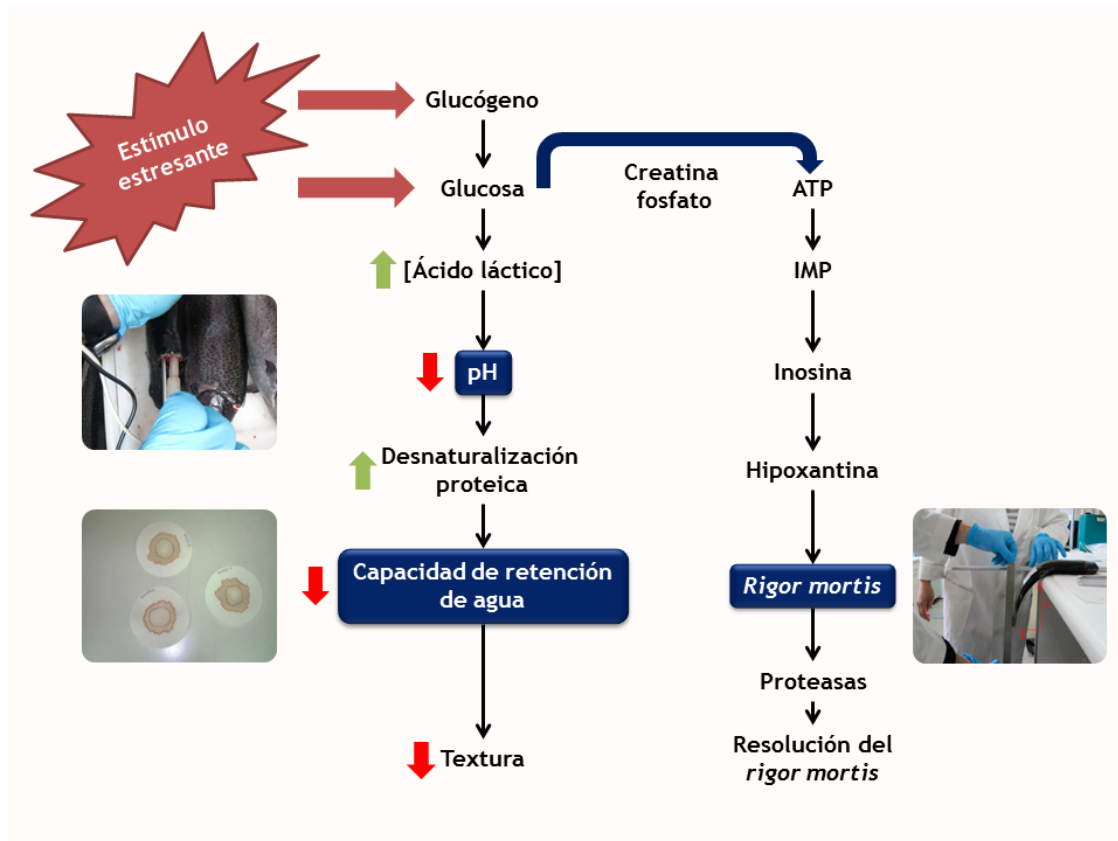 Estímulo
estresante
Glucógeno
Glucosa
Creatina
fosfato
ATP
[Ácido láctico]
IMP
pH
Inosina
Desnaturalización
proteica
Hipoxantina
Capacidad de retención
de agua
Rigor mortis
Proteasas
Textura
Resolución del
rigor mortis